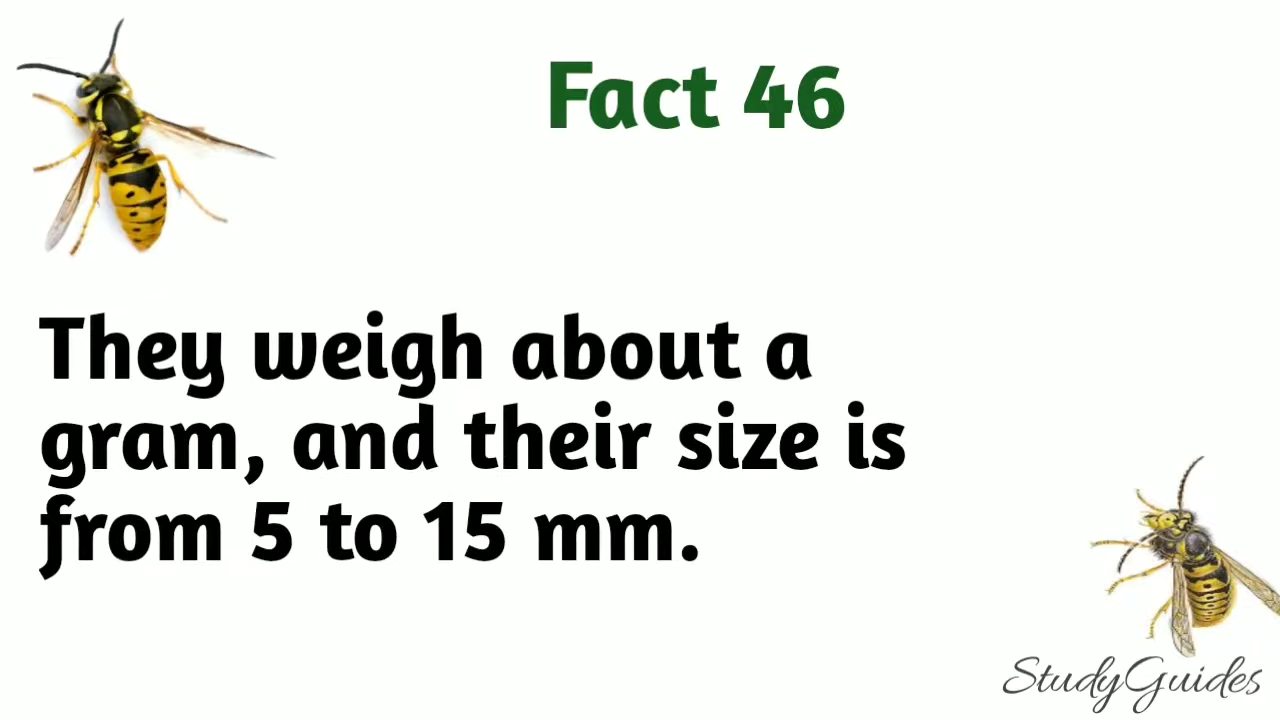 Fact 46
They weigh about a
gram, and their size is
from 5 to 15 mm.
StudyGuides